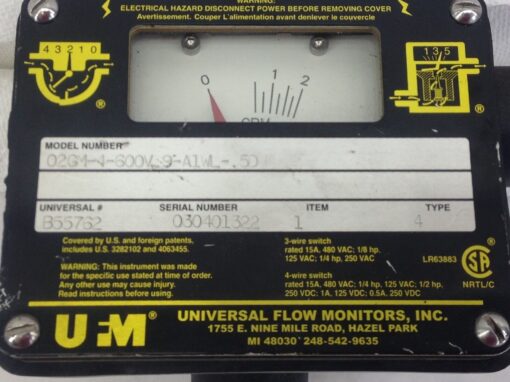 WARNING:
ELECTRICAL HAZARD DISCONNECT POWER BEFORE REMOVING COVER
Avertissement. Couper L'alimentation avant denlever le couvercle
4 3 2 1 0
®
0 1 2
GPM
1 3 5
®
MODEL NUMBER
UNIVERSAL # SERIAL NUMBER ITEM TYPE
B55762 030401322 1 4
Covered by U.S. and foreign patents,
includes U.S. 3282102 and 4063455.
WARNING: This instrument was made
for the specific use stated at time of order.
Any other use may cause injury.
Read instructions before using.
3-wire switch
rated 15A, 480 VAC; 1/8 hp.
125 VAC; 1/4 hp. 250 VAC
4-wire switch
rated 15A, 480 VAC; 1/4 hp. 125 VAC; 1/2 hp.
250 VDC: 1A, 125 VDC: 0.5A. 250 VDC
LR63883
SA
®
NRTL/C
UFM®
UNIVERSAL FLOW MONITORS, INC.
1755 E. NINE MILE ROAD, HAZEL PARK
MI 48030 248-542-9635